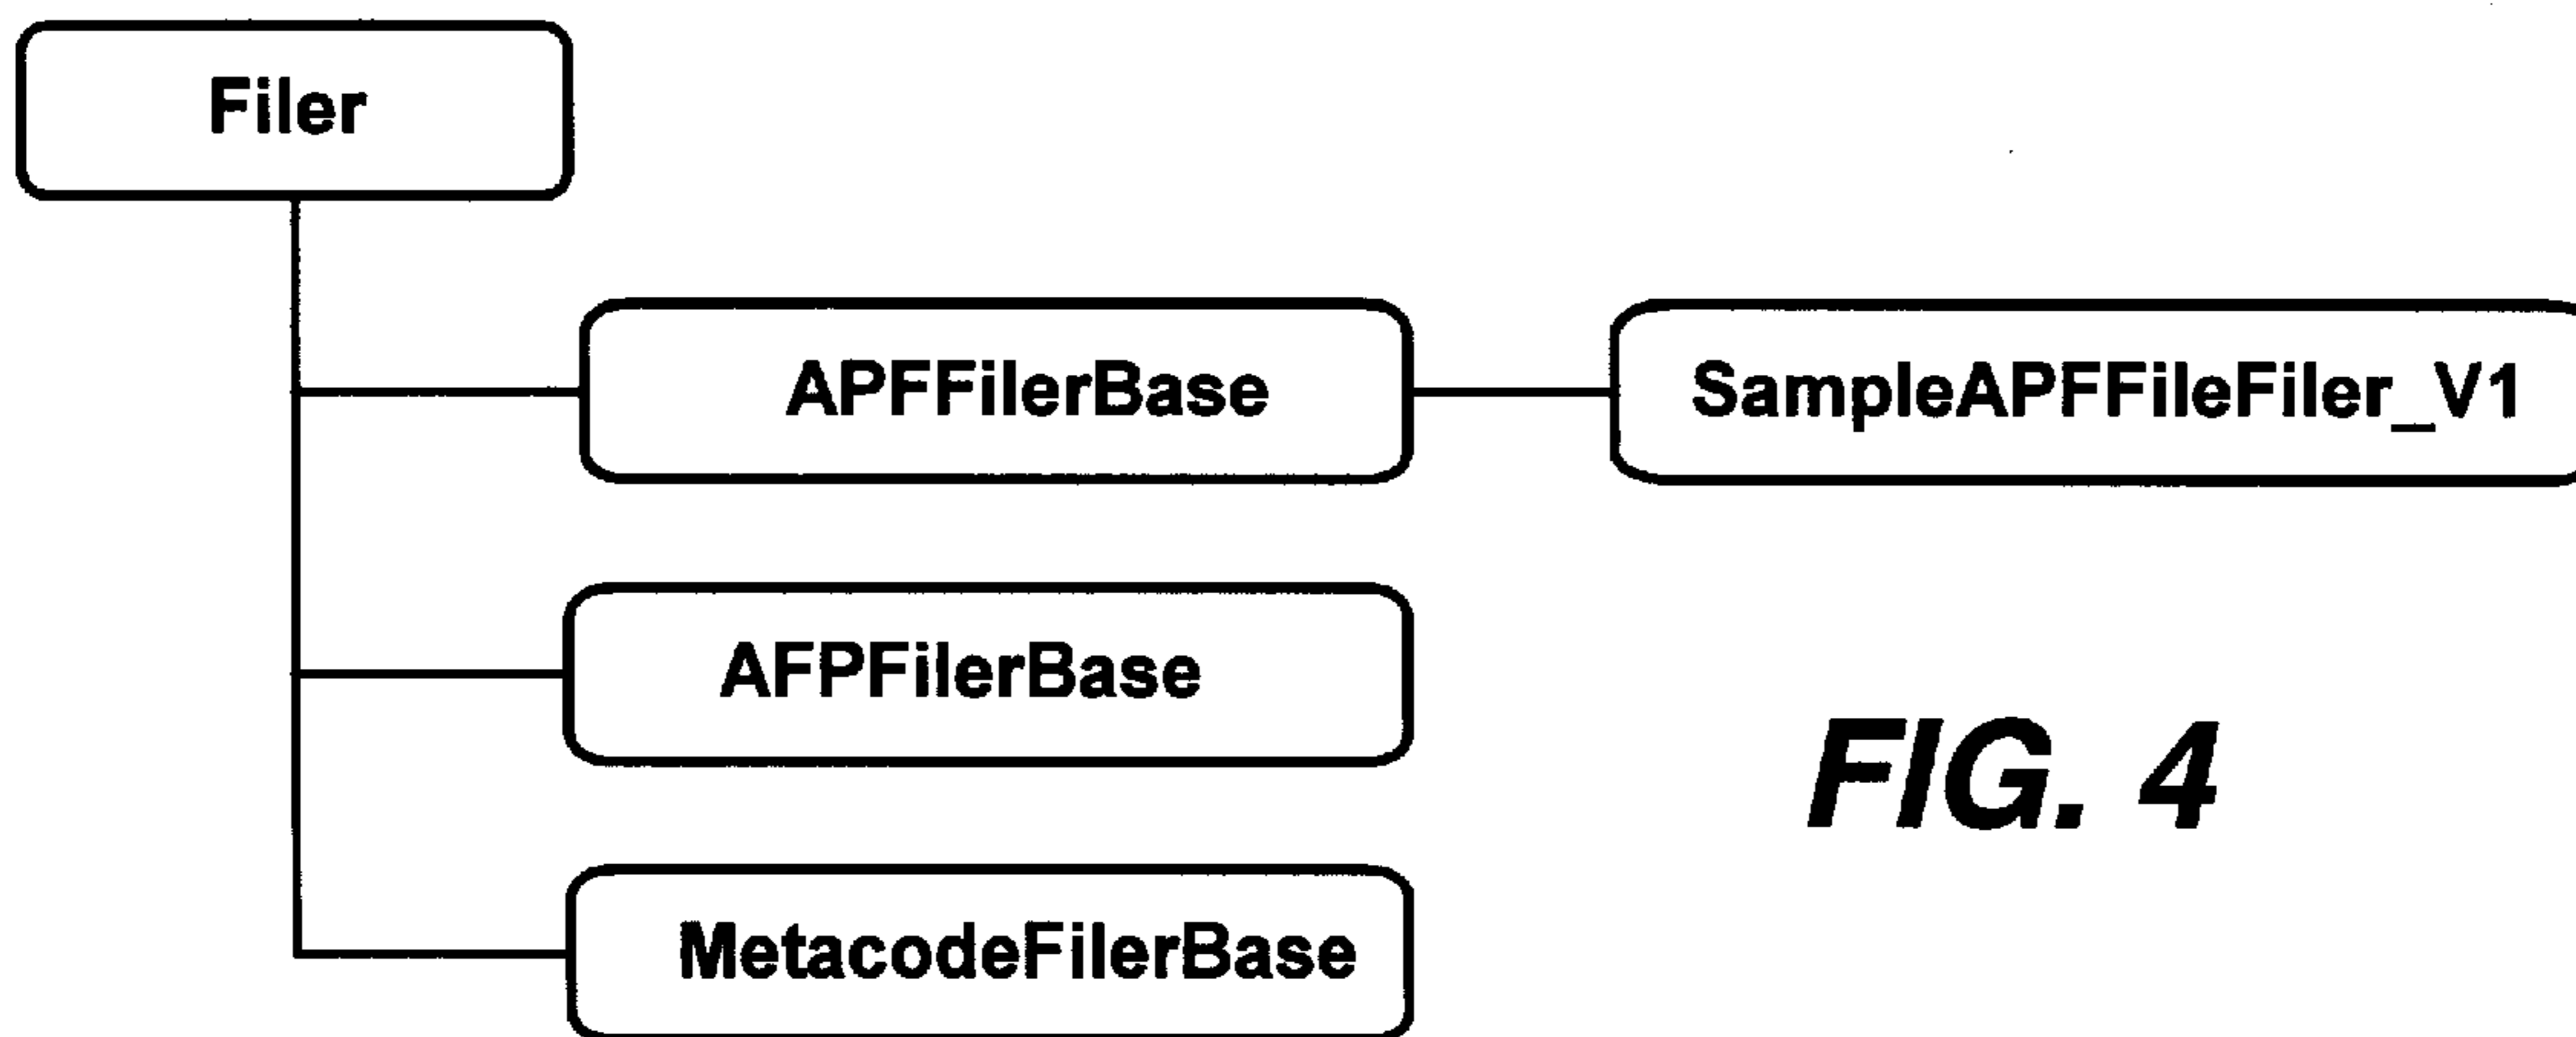 Filer
APFFilerBase
SampleAPFFileFiler_V1
AFPFilerBase
FIG. 4
MetacodeFilerBase